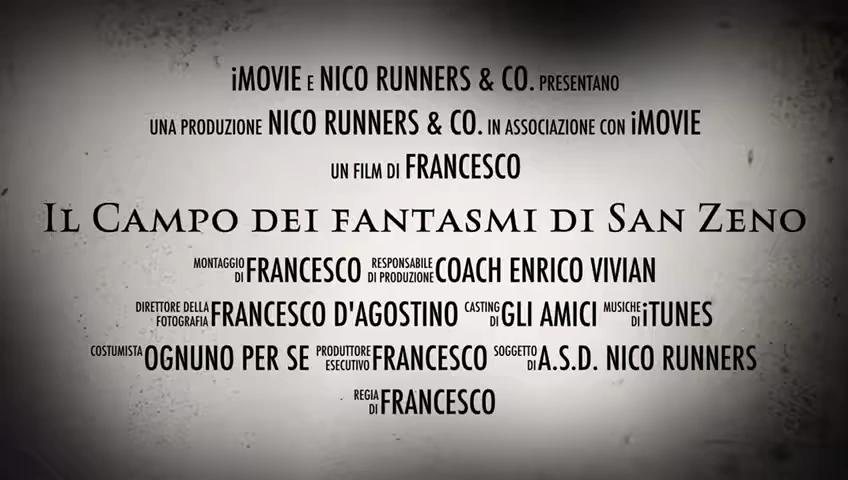 iMOVIE E NICO RUNNERS & CO. PRESENTANO
UNA PRODUZIONE NICO RUNNERS & CO. IN ASSOCIAZIONE CON iMOVIE
UN FILM DI FRANCESCO
IL CAMPO DEI FANTASMI DI SAN ZENO
MONTAGGIO DI FRANCESCO RESPONSABILE DI PRODUZIONE COACH ENRICO VIVIAN
DIRETTORE DELLA FOTOGRAFIA FRANCESCO D'AGOSTINO CASTING DI GLI AMICI MUSICHE DI iTUNES
COSTUMISTA OGNUNO PER SE PRODUTTORE ESECUTIVO FRANCESCO SOGGETTO DI A.S.D. NICO RUNNERS
REGIA DI FRANCESCO